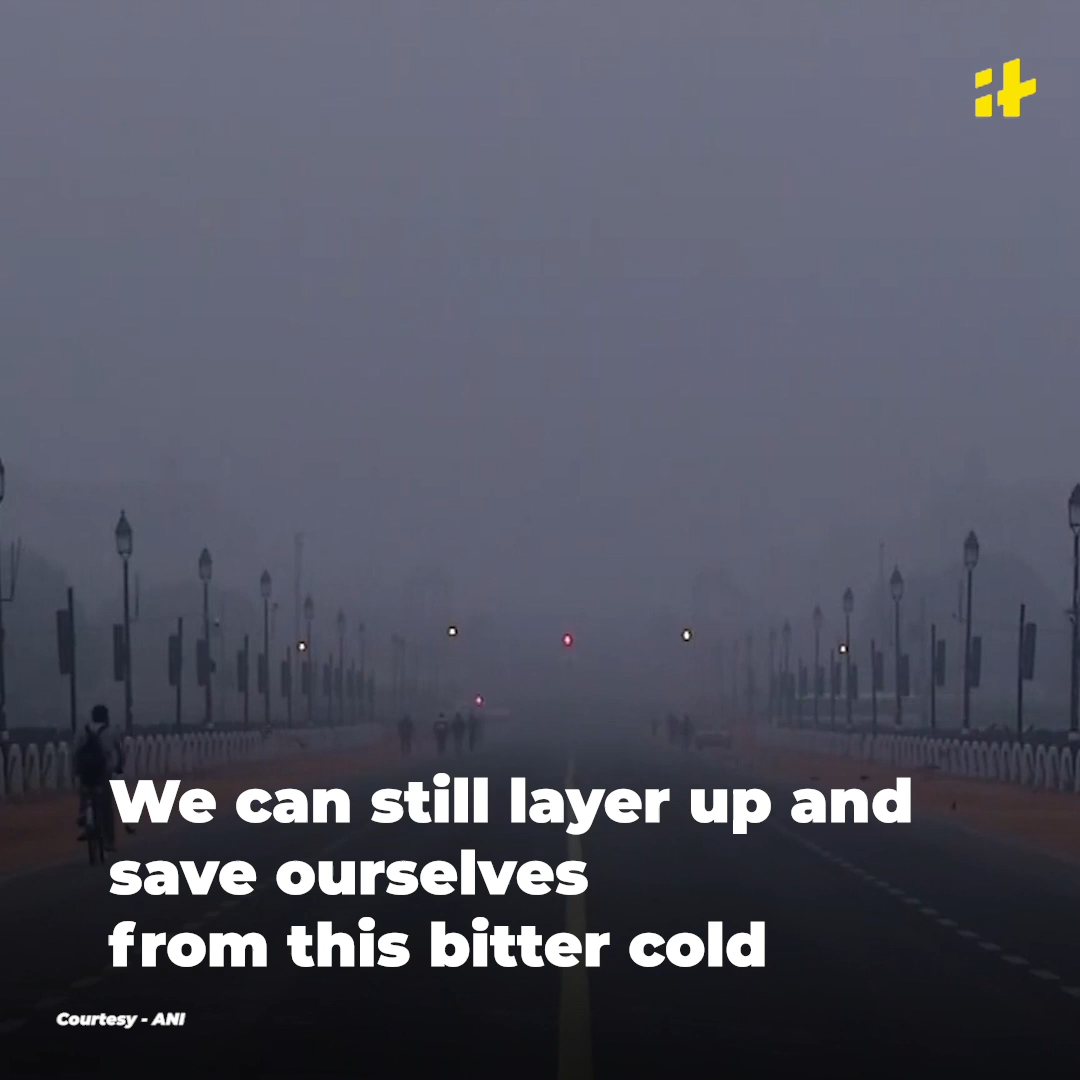 We can still layer up and
save ourselves
from this bitter cold
Courtesy - ANI